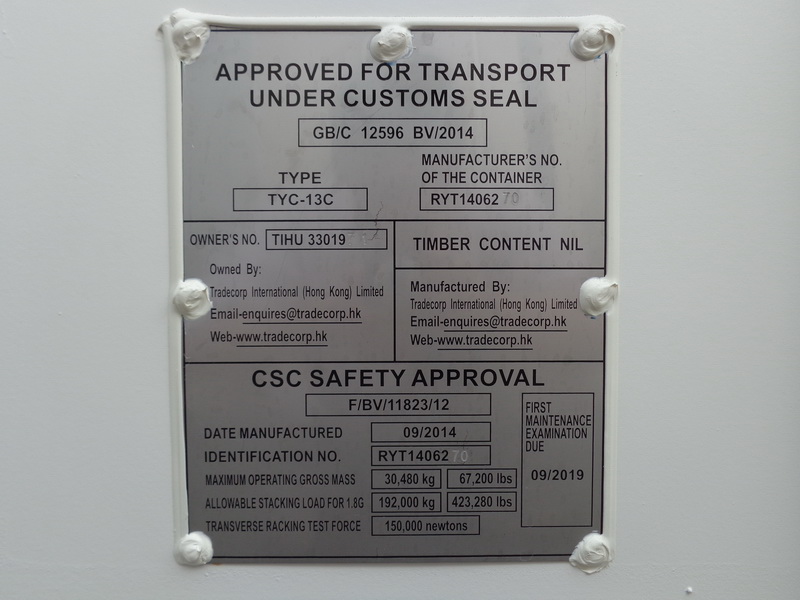 APPROVED FOR TRANSPORT
UNDER CUSTOMS SEAL
GB/C 12596 BV/2014
TYPE
TYC-13C
MANUFACTURER'S NO.
OF THE CONTAINER
RYT1406270
OWNER'S NO. TIHU 33019
Owned By:
Tradecorp International (Hong Kong) Limited
Email-enquires@tradecorp.hk
Web-www.tradecorp.hk
TIMBER CONTENT NIL
Manufactured By:
Tradecorp International (Hong Kong) Limited
Email-enquires@tradecorp.hk
Web-www.tradecorp.hk
CSC SAFETY APPROVAL
F/BV/11823/12
DATE MANUFACTURED 09/2014
IDENTIFICATION NO. RYT1406270
MAXIMUM OPERATING GROSS MASS 30,480 kg 67,200 lbs
ALLOWABLE STACKING LOAD FOR 1.8G 192,000 kg 423,280 lbs
TRANSVERSE RACKING TEST FORCE 150,000 newtons
FIRST
MAINTENANCE
EXAMINATION
DUE
09/2019